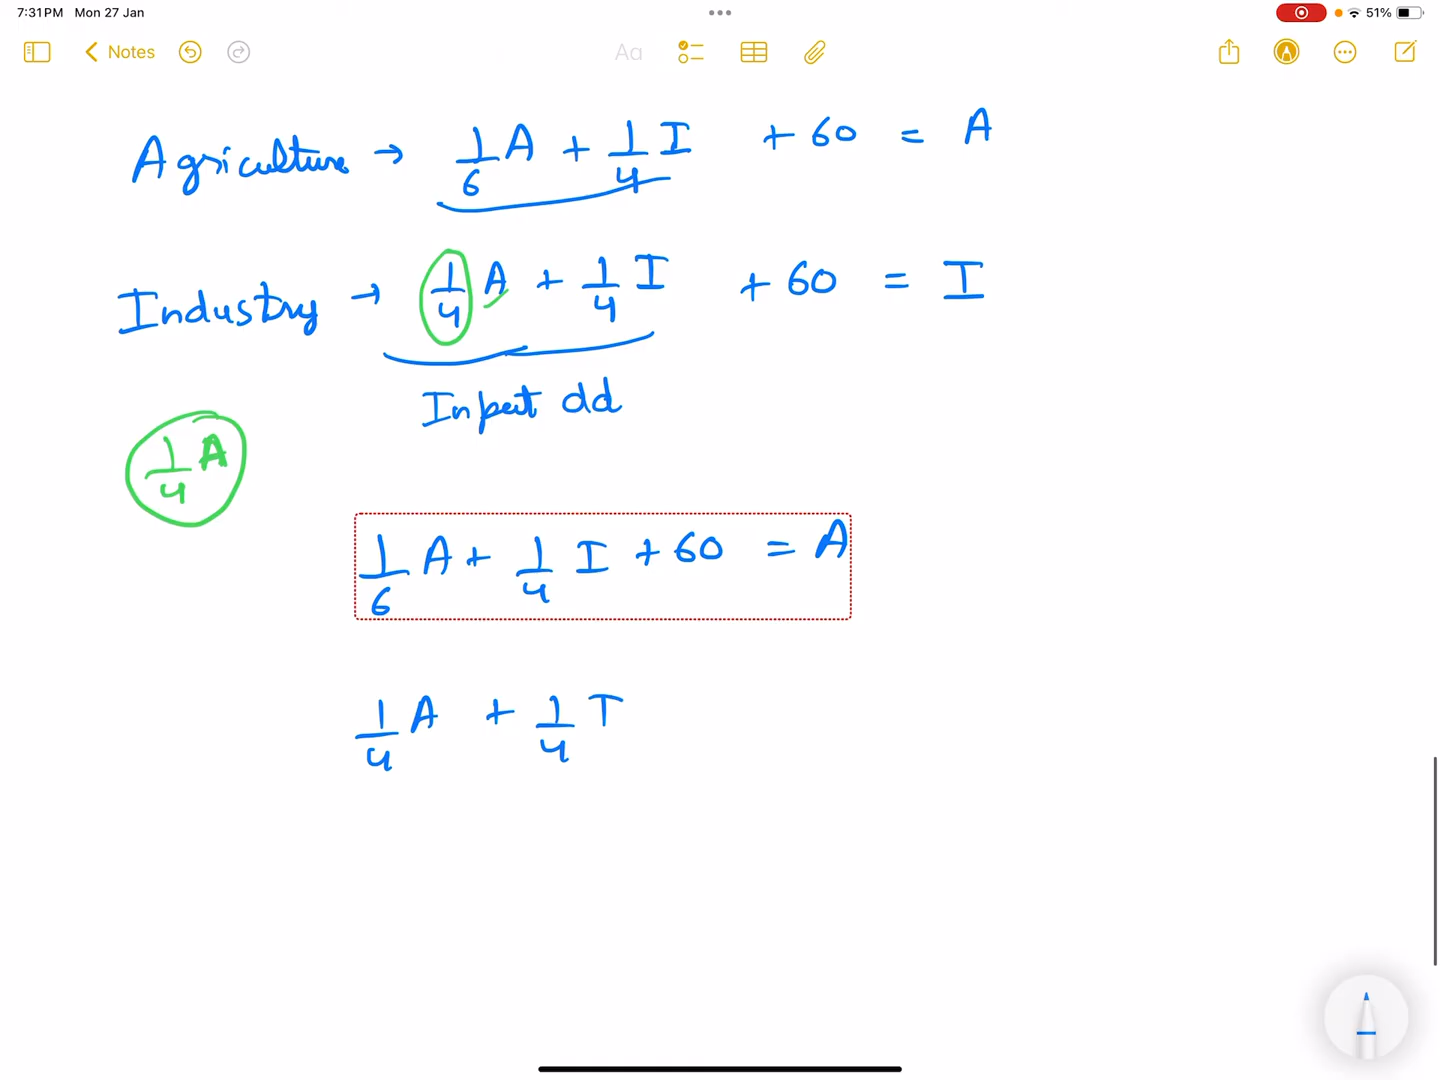 7:31 PM Mon 27 Jan 51%
Notes Aa
Agriculture → 1/6 A + 1/4 I + 60 = A
Industry → 1/4 A + 1/4 I + 60 = I
Input dd
1/4 A
1/6 A + 1/4 I + 60 = A
1/4 A + 1/4 T